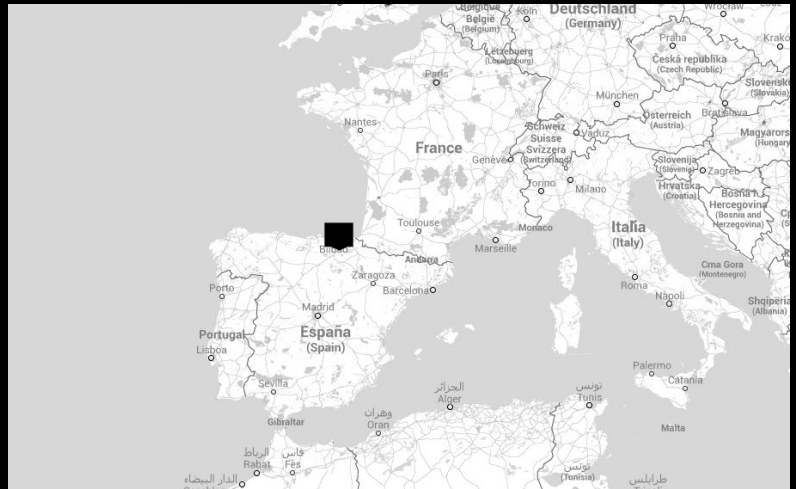 Belgique
België
(Belgium)
Köln
Deutschland
(Germany)
Wrocław
Praha
Krakó
Lëtzebuerg
(Luxembourg)
Česká republika
(Czech Republic)
Paris
Slovensk
(Slovakia)
München
Österreich
(Austria)
Bratislava
Nantes
France
Schweiz
Suisse
Svizzera
(Switzerland)
Vaduz
Magyarors
(Hungary
Genève
Slovenija
(Slovenia)
Zagreb
Torino
Milano
Hrvatska
(Croatia)
Bosna i
Hercegovina
(Bosnia and
Herzegovina)
Toulouse
Monaco
Italia
(Italy)
Marseille
Andorra
Crna Gora
(Montenegro)
Zaragoza
Barcelona
Roma
Napoli
Shqipëria
(Albania)
Porto
Madrid
España
(Spain)
Portugal
Lisboa
Sevilla
Palermo
Catania
الجزائر
Alger
تونس
Tunis
وهران
Oran
Gibraltar
Malta
الرباط
Rabat
فاس
Fès
تونس
(Tunisia)
طرابلس
الدار البيضاء